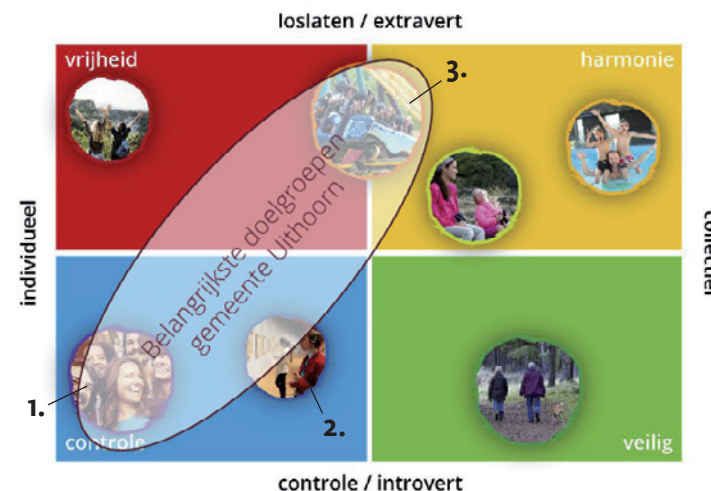 loslaten / extravert
vrijheid
harmonie
3.
individueel
collectief
Belangrijkste doelgroepen
gemeente Uithoorn
1.
2.
controle
veilig
controle / introvert